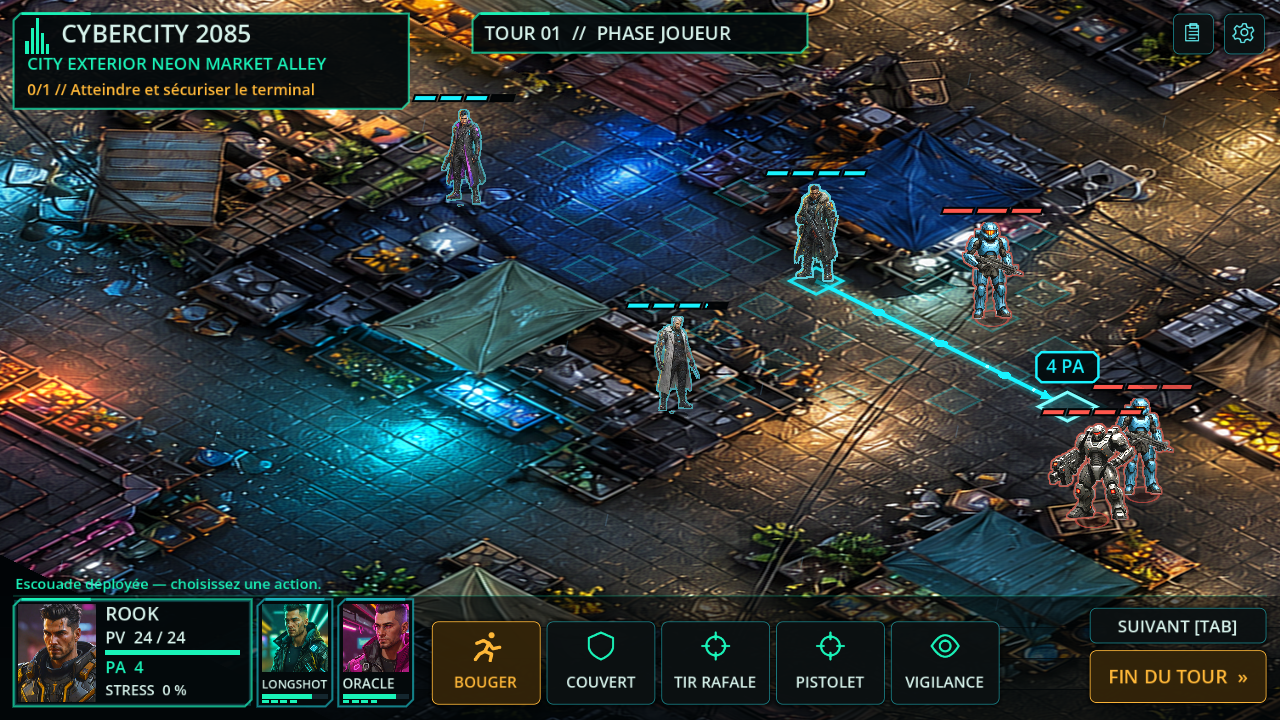 CYBERCITY 2085
CITY EXTERIOR NEON MARKET ALLEY
0/1 // Atteindre et sécuriser le terminal
TOUR 01 // PHASE JOUEUR
4 PA
Escouade déployée — choisissez une action.
ROOK
PV 24 / 24
PA 4
STRESS 0 %
LONGSHOT
ORACLE
BOUGER
COUVERT
TIR RAFALE
PISTOLET
VIGILANCE
SUIVANT [TAB]
FIN DU TOUR »